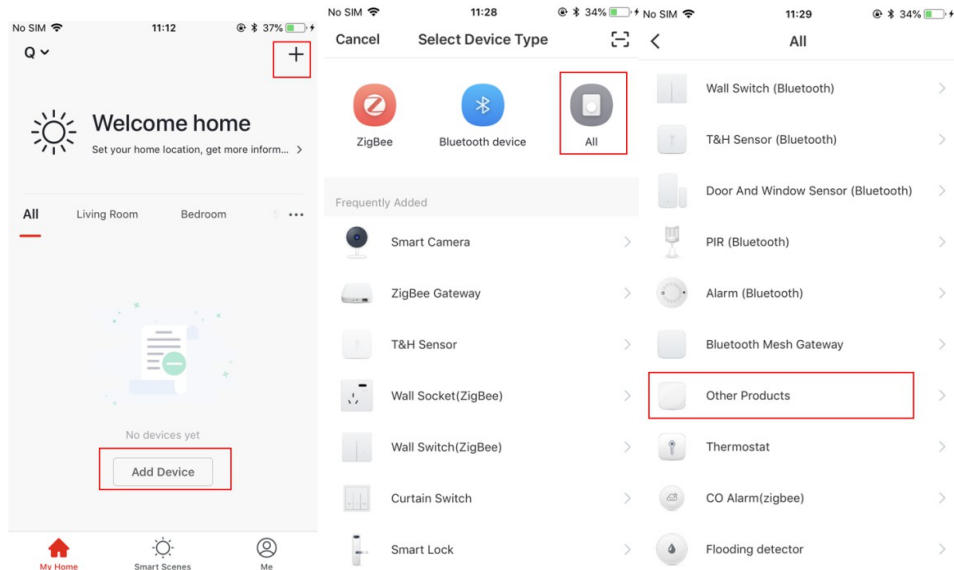 No SIM 11:12 37%
Q
+
Welcome home
Set your home location, get more inform... >
All Living Room Bedroom ...
No devices yet
Add Device
My Home Smart Scenes Me
No SIM 11:28 34%
Cancel Select Device Type
ZigBee Bluetooth device All
Frequently Added
Smart Camera
ZigBee Gateway
T&H Sensor
Wall Socket(ZigBee)
Wall Switch(ZigBee)
Curtain Switch
Smart Lock
No SIM 11:29 34%
All
Wall Switch (Bluetooth)
T&H Sensor (Bluetooth)
Door And Window Sensor (Bluetooth)
PIR (Bluetooth)
Alarm (Bluetooth)
Bluetooth Mesh Gateway
Other Products
Thermostat
CO Alarm(zigbee)
Flooding detector